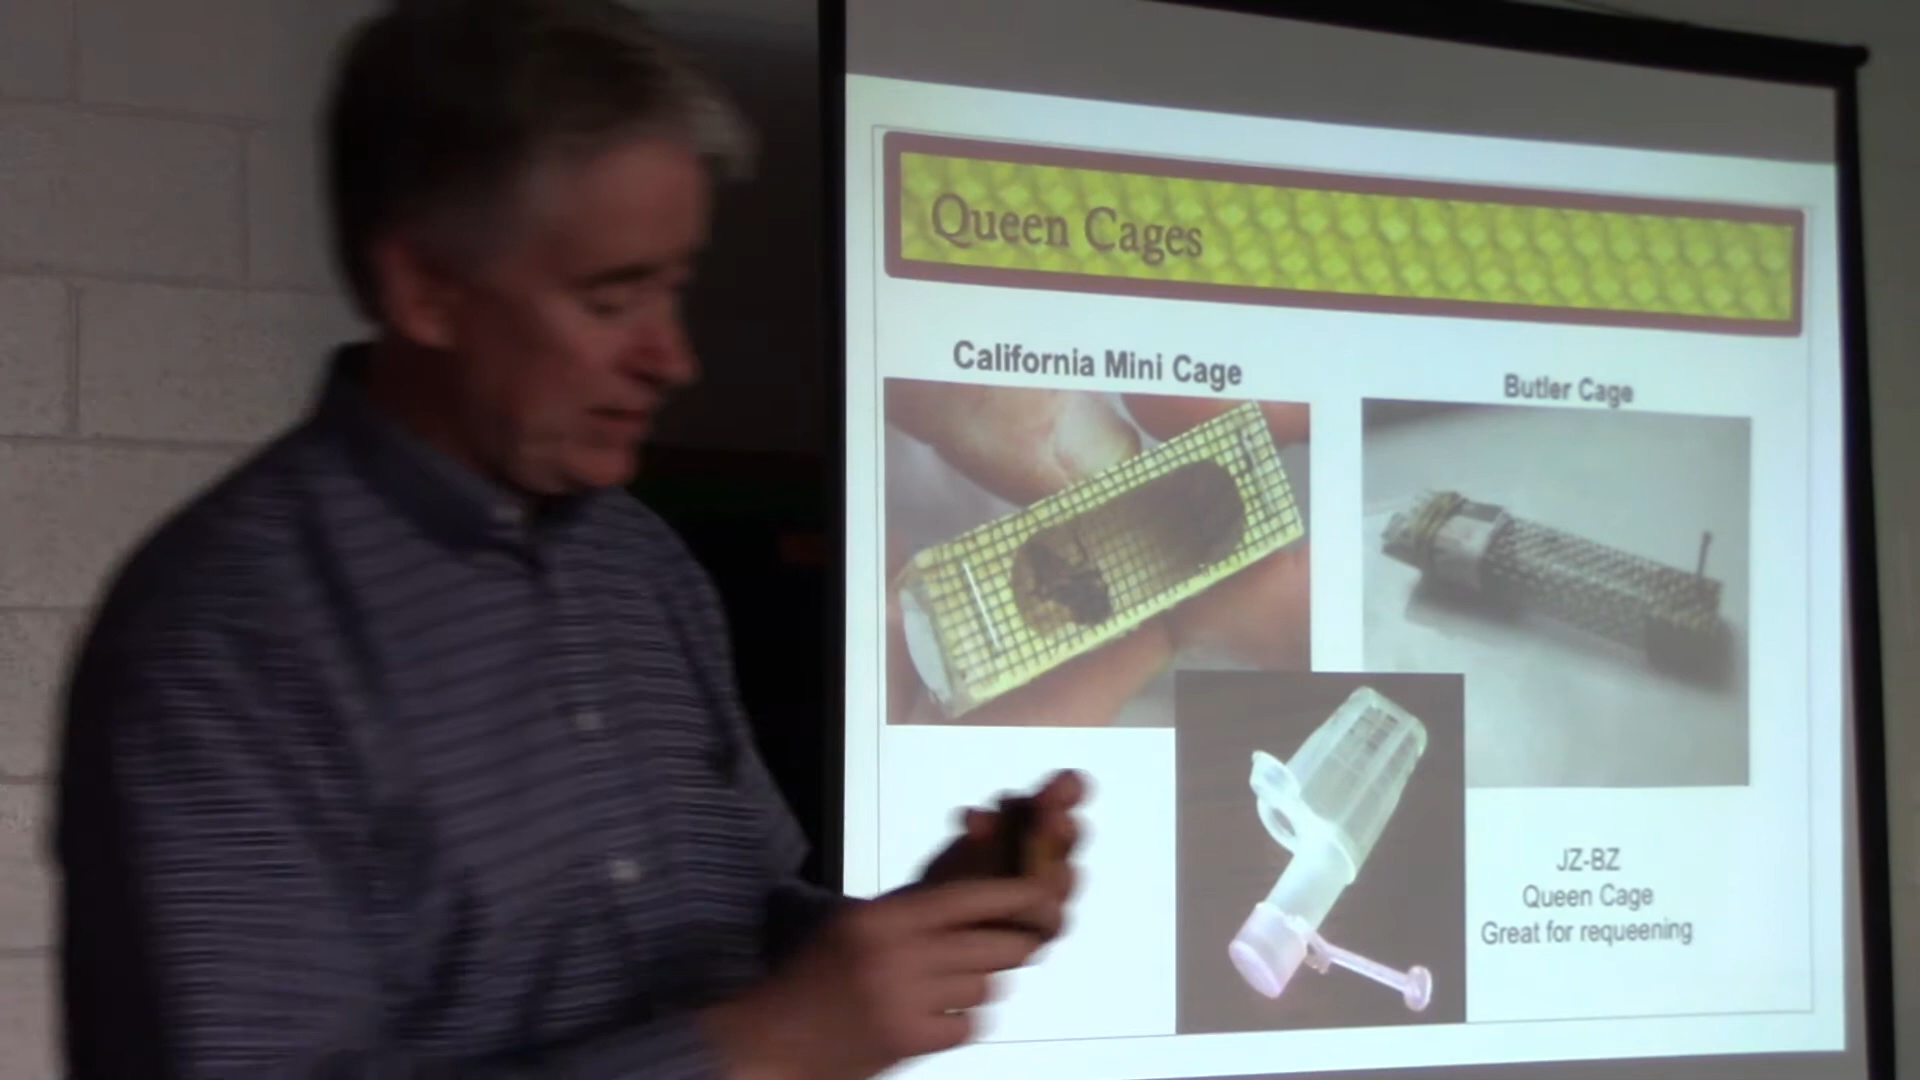 Queen Cages
California Mini Cage
Butler Cage
JZ-BZ
Queen Cage
Great for requeening